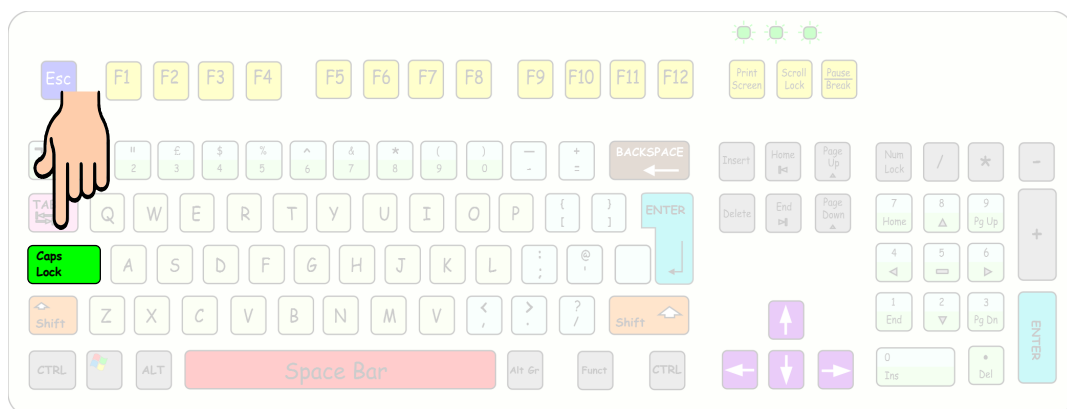 Esc F1 F2 F3 F4 F5 F6 F7 F8 F9 F10 F11 F12 Print Screen Scroll Lock Pause Break
" £ $ % ^ & * ( ) — + BACKSPACE Insert Home Page Up Num Lock / * -
2 3 4 5 6 7 8 9 0 - =
TAB Q W E R T Y U I O P { [ } ] ENTER Delete End Page Down 7 Home 8 9 Pg Up +
Caps Lock A S D F G H J K L : ; @ ' 4 5 6
Shift Z X C V B N M V < , > . ? / Shift 1 End 2 3 Pg Dn ENTER
CTRL ALT Space Bar Alt Gr Funct CTRL 0 Ins • Del